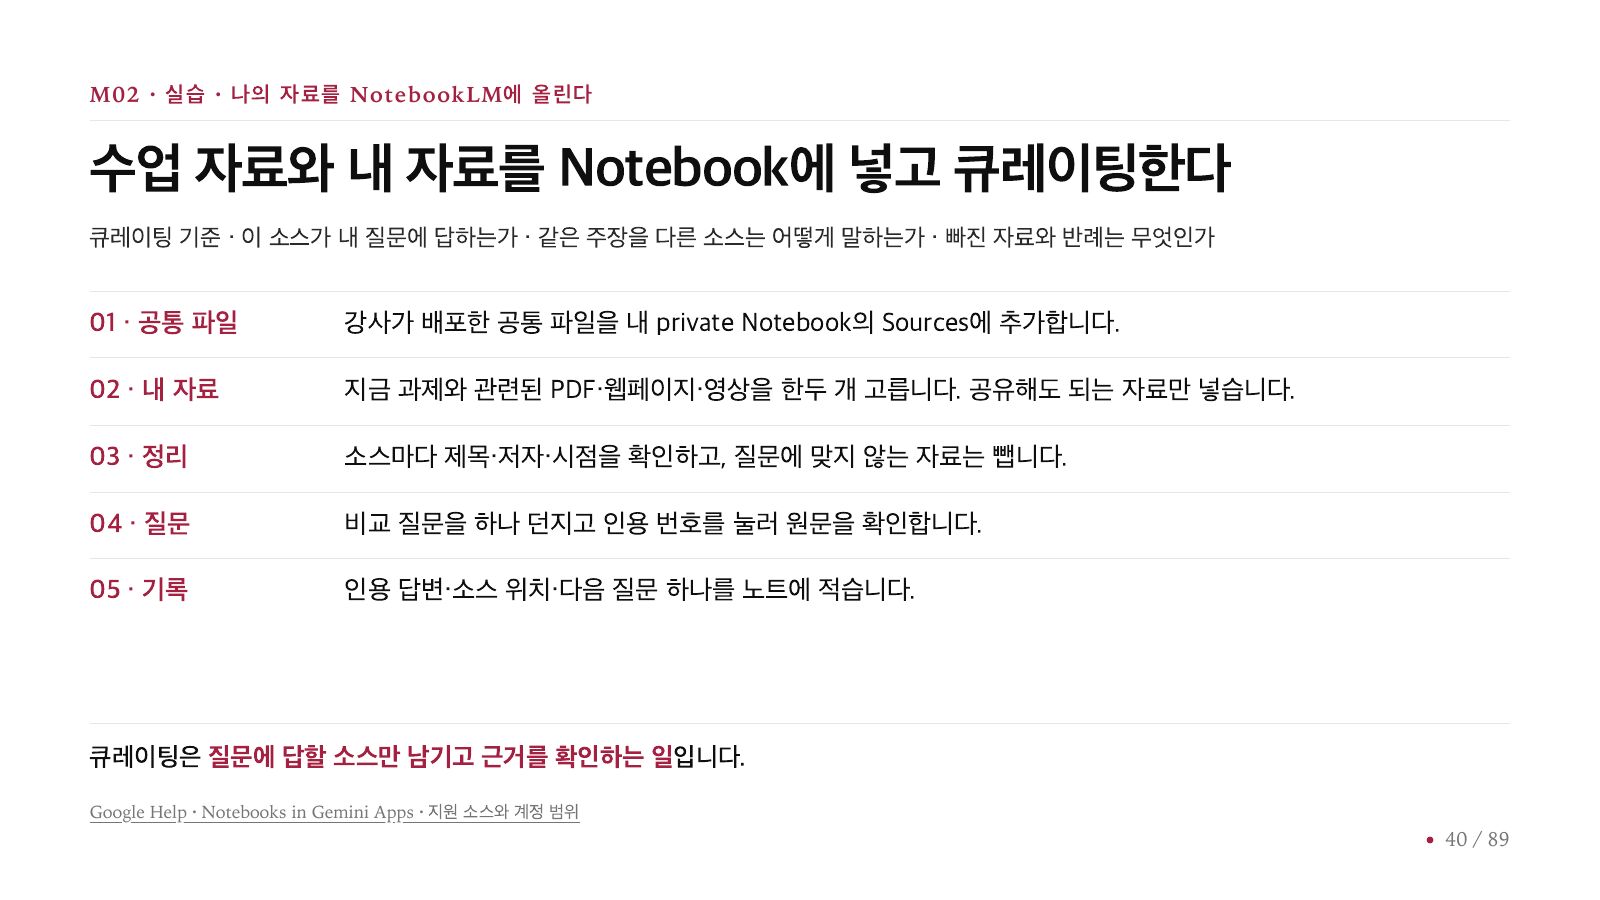 M02 · 실습 · 나의 자료를 NotebookLM에 올린다
수업 자료와 내 자료를 Notebook에 넣고 큐레이팅한다
큐레이팅 기준 · 이 소스가 내 질문에 답하는가 · 같은 주장을 다른 소스는 어떻게 말하는가 · 빠진 자료와 반례는 무엇인가
01 · 공통 파일 강사가 배포한 공통 파일을 내 private Notebook의 Sources에 추가합니다.
02 · 내 자료 지금 과제와 관련된 PDF·웹페이지·영상을 한두 개 고릅니다. 공유해도 되는 자료만 넣습니다.
03 · 정리 소스마다 제목·저자·시점을 확인하고, 질문에 맞지 않는 자료는 뺍니다.
04 · 질문 비교 질문을 하나 던지고 인용 번호를 눌러 원문을 확인합니다.
05 · 기록 인용 답변·소스 위치·다음 질문 하나를 노트에 적습니다.
큐레이팅은 질문에 답할 소스만 남기고 근거를 확인하는 일입니다.
Google Help · Notebooks in Gemini Apps · 지원 소스와 계정 범위
• 40 / 89